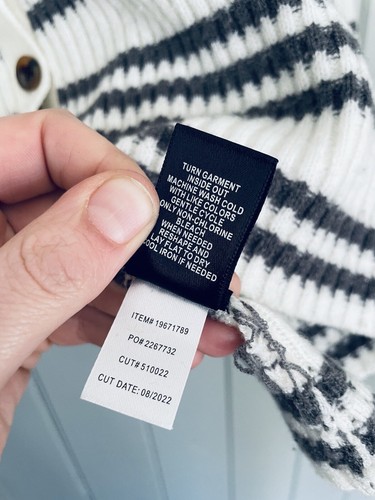 TURN GARMENT
INSIDE OUT
MACHINE WASH COLD
WITH LIKE COLORS
GENTLE CYCLE
ONLY NON-CHLORINE
BLEACH
WHEN NEEDED
RESHAPE AND
LAY FLAT TO DRY
COOL IRON IF NEEDED
ITEM# 19671789
PO# 2267732
CUT# 510022
CUT DATE: 08/2022